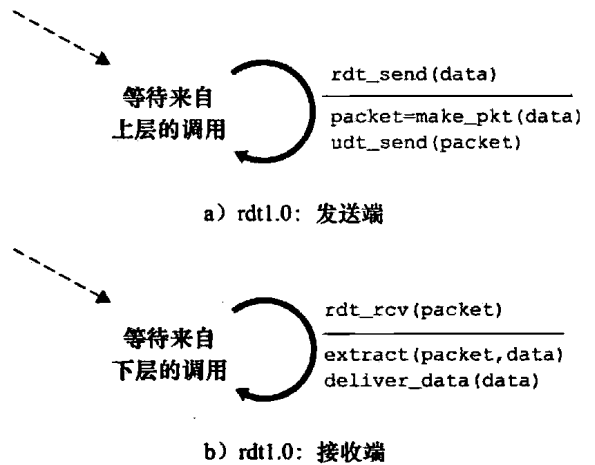 等待来自
上层的调用
rdt_send(data)
packet=make_pkt(data)
udt_send(packet)
a）rdt1.0：发送端
等待来自
下层的调用
rdt_rcv(packet)
extract(packet,data)
deliver_data(data)
b）rdt1.0：接收端